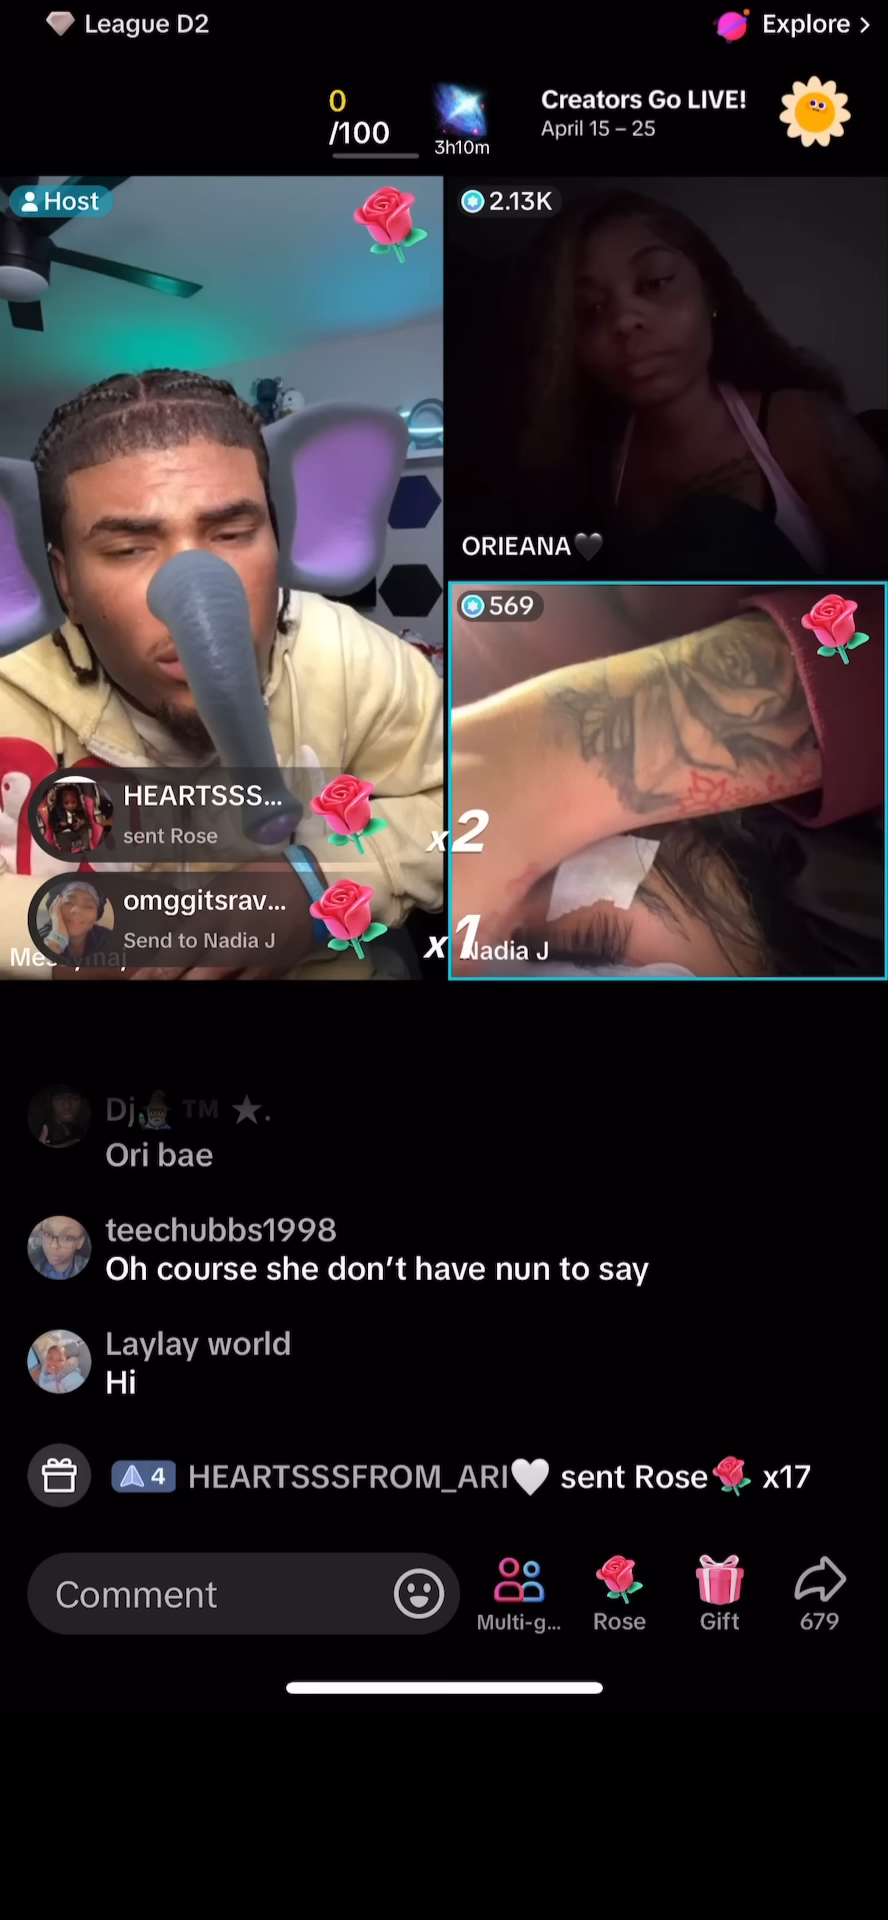 League D2
Explore >
0
/100
3h10m
Creators Go LIVE!
April 15 – 25
Host
2.13K
ORIEANA🖤
569
HEARTSSS...
sent Rose
x2
omggitsrav...
Send to Nadia J
x1
Nadia J
Dj TM ★.
Ori bae
teechubbs1998
Oh course she don't have nun to say
Laylay world
Hi
4 HEARTSSSFROM_ARI🤍 sent Rose🌹 x17
Comment
Multi-g...
Rose
Gift
679